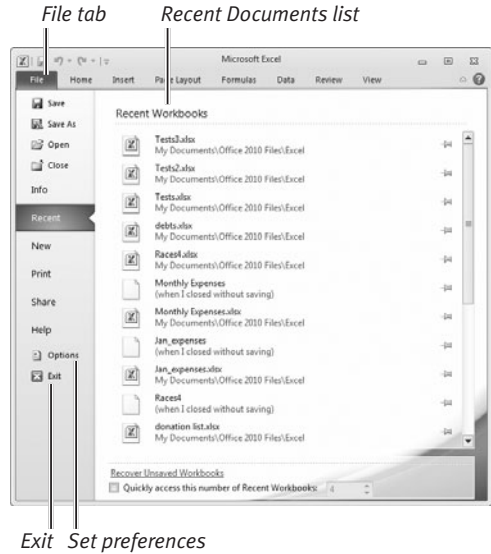 File tab Recent Documents list
Microsoft Excel
File Home Insert Page Layout Formulas Data Review View
Save
Save As
Open
Close
Info
Recent
New
Print
Share
Help
Options
Exit
Recent Workbooks
Tests3.xlsx
My Documents\Office 2010 Files\Excel
Tests2.xlsx
My Documents\Office 2010 Files\Excel
Tests.xlsx
My Documents\Office 2010 Files\Excel
debts.xlsx
My Documents\Office 2010 Files\Excel
Races4.xlsx
My Documents\Office 2010 Files\Excel
Monthly Expenses
(when I closed without saving)
Monthly Expenses.xlsx
My Documents\Office 2010 Files\Excel
Jan_expenses
(when I closed without saving)
Jan_expenses.xlsx
My Documents\Office 2010 Files\Excel
Races4
(when I closed without saving)
donation list.xlsx
My Documents\Office 2010 Files\Excel
Recover Unsaved Workbooks
Quickly access this number of Recent Workbooks: 4
Exit Set preferences